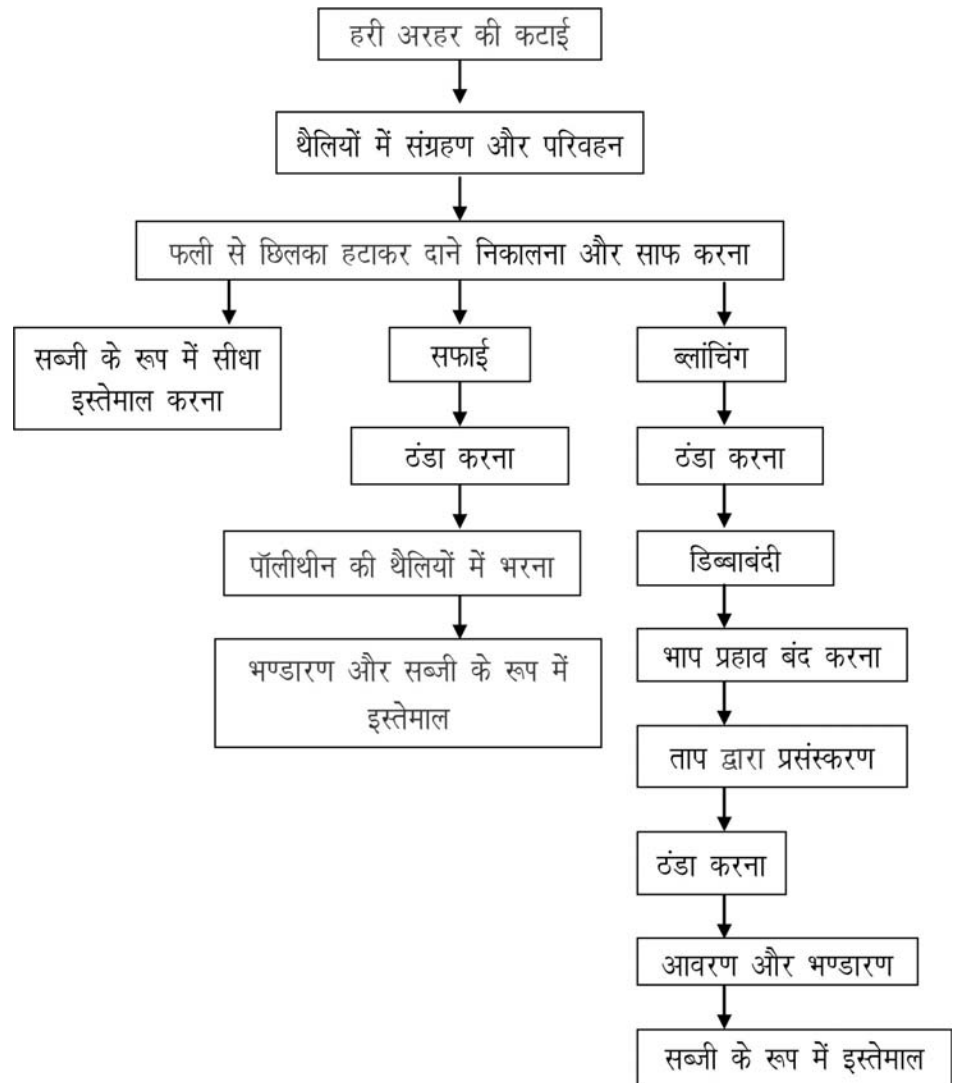 हरी अरहर की कटाई
थैलियों में संग्रहण और परिवहन
फली से छिलका हटाकर दाने निकालना और साफ करना
सब्जी के रूप में सीधा
इस्तेमाल करना
सफाई
ठंडा करना
पॉलीथीन की थैलियों में भरना
भण्डारण और सब्जी के रूप में
इस्तेमाल
ब्लांचिंग
ठंडा करना
डिब्बाबंदी
भाप प्रहाव बंद करना
ताप द्वारा प्रसंस्करण
ठंडा करना
आवरण और भण्डारण
सब्जी के रूप में इस्तेमाल